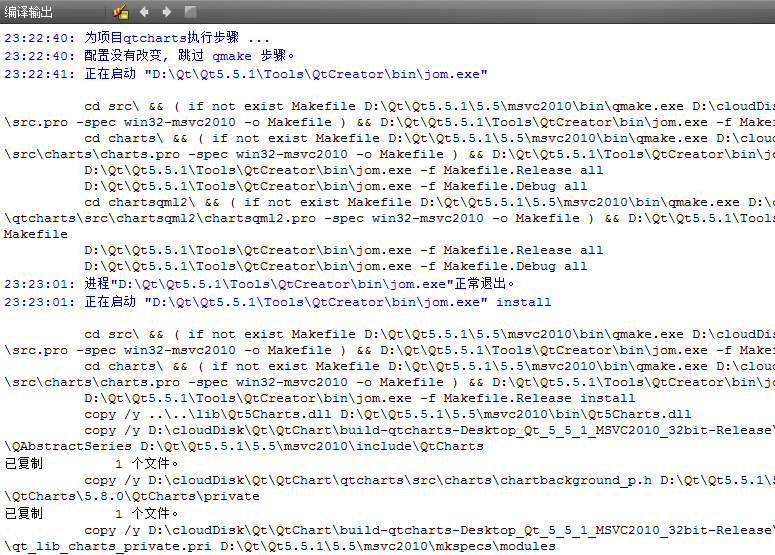 编译输出
23:22:40: 为项目qtcharts执行步骤 ...
23:22:40: 配置没有改变, 跳过 qmake 步骤。
23:22:41: 正在启动 "D:\Qt\Qt5.5.1\Tools\QtCreator\bin\jom.exe"
cd src\ && ( if not exist Makefile D:\Qt\Qt5.5.1\5.5\msvc2010\bin\qmake.exe D:\cloudDis
\src.pro -spec win32-msvc2010 -o Makefile ) && D:\Qt\Qt5.5.1\Tools\QtCreator\bin\jom.exe -f Maker
cd charts\ && ( if not exist Makefile D:\Qt\Qt5.5.1\5.5\msvc2010\bin\qmake.exe D:\cloud
\src\charts\charts.pro -spec win32-msvc2010 -o Makefile ) && D:\Qt\Qt5.5.1\Tools\QtCreator\bin\jo
D:\Qt\Qt5.5.1\Tools\QtCreator\bin\jom.exe -f Makefile.Release all
D:\Qt\Qt5.5.1\Tools\QtCreator\bin\jom.exe -f Makefile.Debug all
cd chartsqml2\ && ( if not exist Makefile D:\Qt\Qt5.5.1\5.5\msvc2010\bin\qmake.exe D:\c
\qtcharts\src\chartsqml2\chartsqml2.pro -spec win32-msvc2010 -o Makefile ) && D:\Qt\Qt5.5.1\Tools
Makefile
D:\Qt\Qt5.5.1\Tools\QtCreator\bin\jom.exe -f Makefile.Release all
D:\Qt\Qt5.5.1\Tools\QtCreator\bin\jom.exe -f Makefile.Debug all
23:23:01: 进程"D:\Qt\Qt5.5.1\Tools\QtCreator\bin\jom.exe"正常退出。
23:23:01: 正在启动 "D:\Qt\Qt5.5.1\Tools\QtCreator\bin\jom.exe" install
cd src\ && ( if not exist Makefile D:\Qt\Qt5.5.1\5.5\msvc2010\bin\qmake.exe D:\cloudDis
\src.pro -spec win32-msvc2010 -o Makefile ) && D:\Qt\Qt5.5.1\Tools\QtCreator\bin\jom.exe -f Maker
cd charts\ && ( if not exist Makefile D:\Qt\Qt5.5.1\5.5\msvc2010\bin\qmake.exe D:\cloud
\src\charts\charts.pro -spec win32-msvc2010 -o Makefile ) && D:\Qt\Qt5.5.1\Tools\QtCreator\bin\jo
D:\Qt\Qt5.5.1\Tools\QtCreator\bin\jom.exe -f Makefile.Release install
copy /y ..\..\lib\Qt5Charts.dll D:\Qt\Qt5.5.1\5.5\msvc2010\bin\Qt5Charts.dll
copy /y D:\cloudDisk\Qt\QtChart\build-qtcharts-Desktop_Qt_5_5_1_MSVC2010_32bit-Release\
\QAbstractSeries D:\Qt\Qt5.5.1\5.5\msvc2010\include\QtCharts
已复制 1 个文件。
copy /y D:\cloudDisk\Qt\QtChart\qtcharts\src\charts\chartbackground_p.h D:\Qt\Qt5.5.1\5
\QtCharts\5.8.0\QtCharts\private
已复制 1 个文件。
copy /y D:\cloudDisk\Qt\QtChart\build-qtcharts-Desktop_Qt_5_5_1_MSVC2010_32bit-Release\
\qt_lib_charts_private.pri D:\Qt\Qt5.5.1\5.5\msvc2010\mkspecs\modules